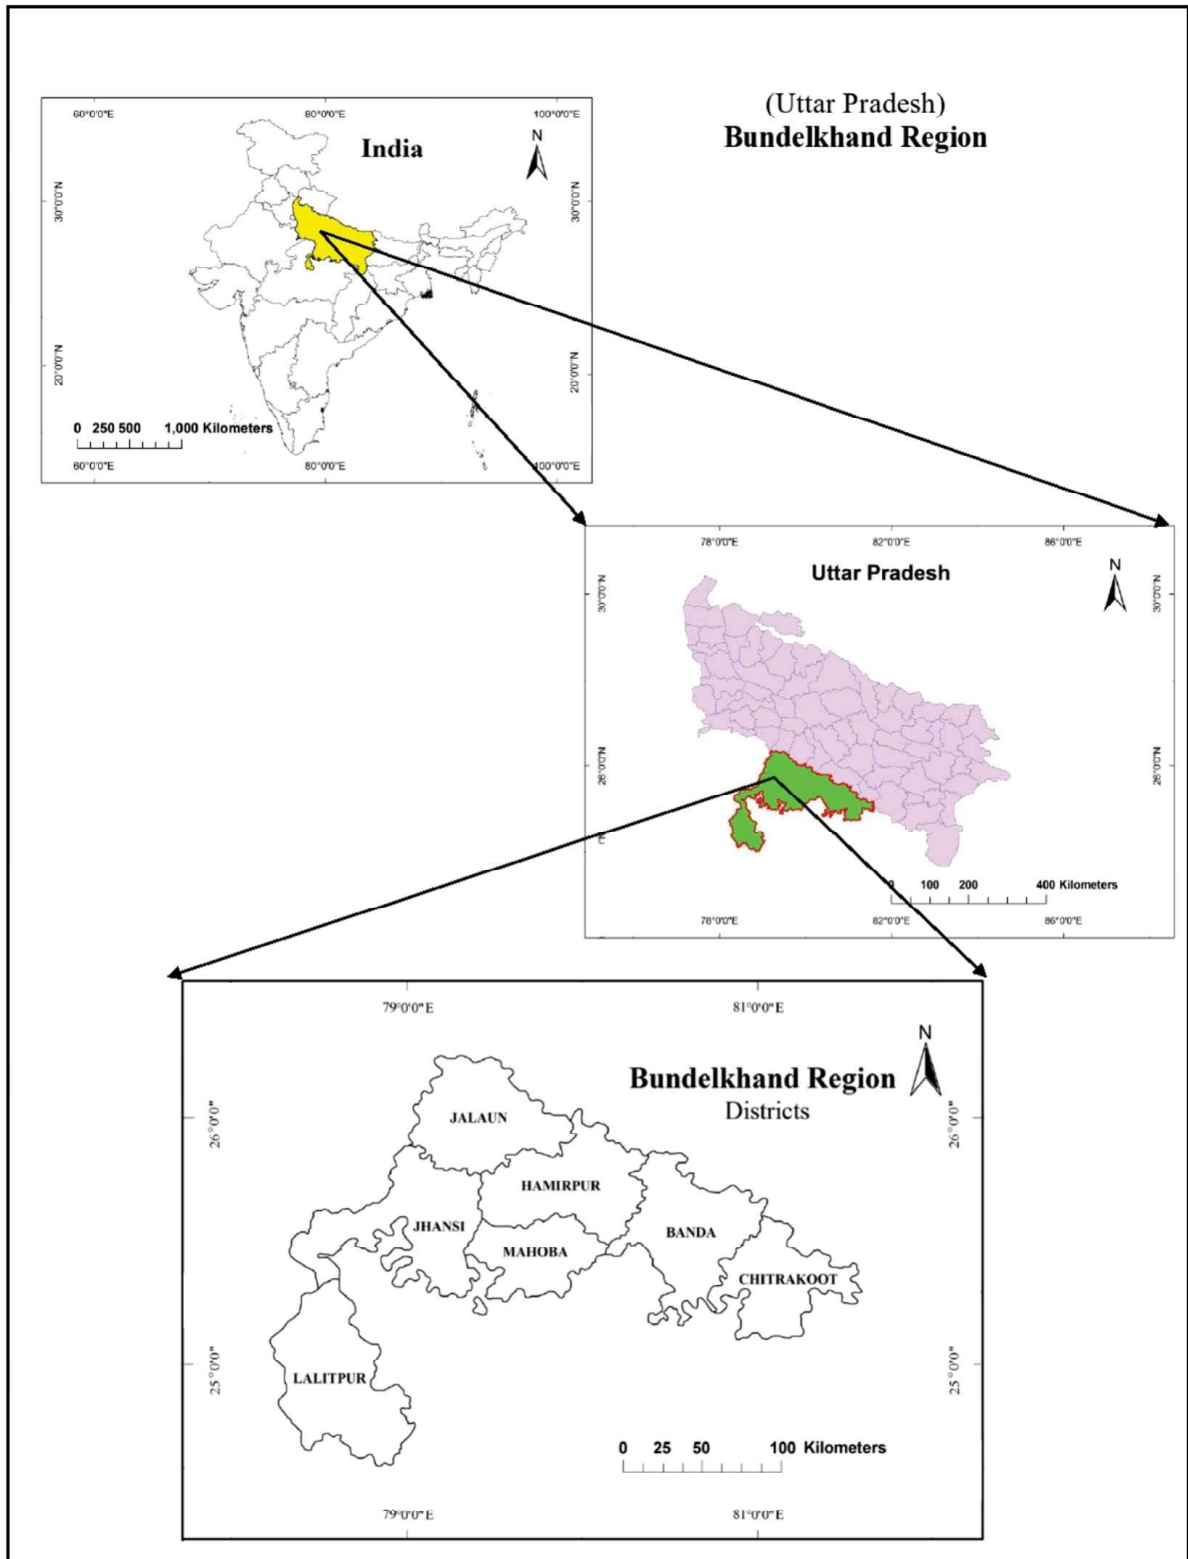 (Uttar Pradesh)
Bundelkhand Region
60°0'0"E 80°0'0"E 100°0'0"E
India
N
30°0'0"N 30°0'0"N
20°0'0"N 20°0'0"N
0 250 500 1,000 Kilometers
60°0'0"E 80°0'0"E 100°0'0"E
78°0'0"E 82°0'0"E 86°0'0"E
Uttar Pradesh
N
30°0'0"N 30°0'0"N
26°0'0"N 26°0'0"N
0 100 200 400 Kilometers
78°0'0"E 82°0'0"E 86°0'0"E
79°0'0"E 81°0'0"E
N
Bundelkhand Region
Districts
26°0'0" 26°0'0"
JALAUN
HAMIRPUR
JHANSI
MAHOBA
BANDA
CHITRAKOOT
25°0'0" 25°0'0"
LALITPUR
0 25 50 100 Kilometers
79°0'0"E 81°0'0"E